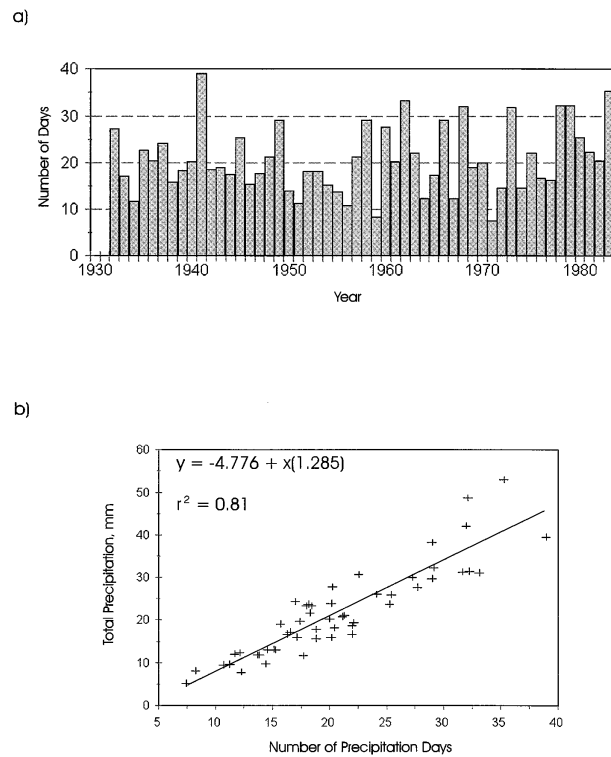 a)
40
30
20
10
0
Number of Days
1930 1940 1950 1960 1970 1980
Year
b)
60
50
40
30
20
10
0
Total Precipitation, mm
y = -4.776 + x(1.285)
r² = 0.81
5 10 15 20 25 30 35 40
Number of Precipitation Days